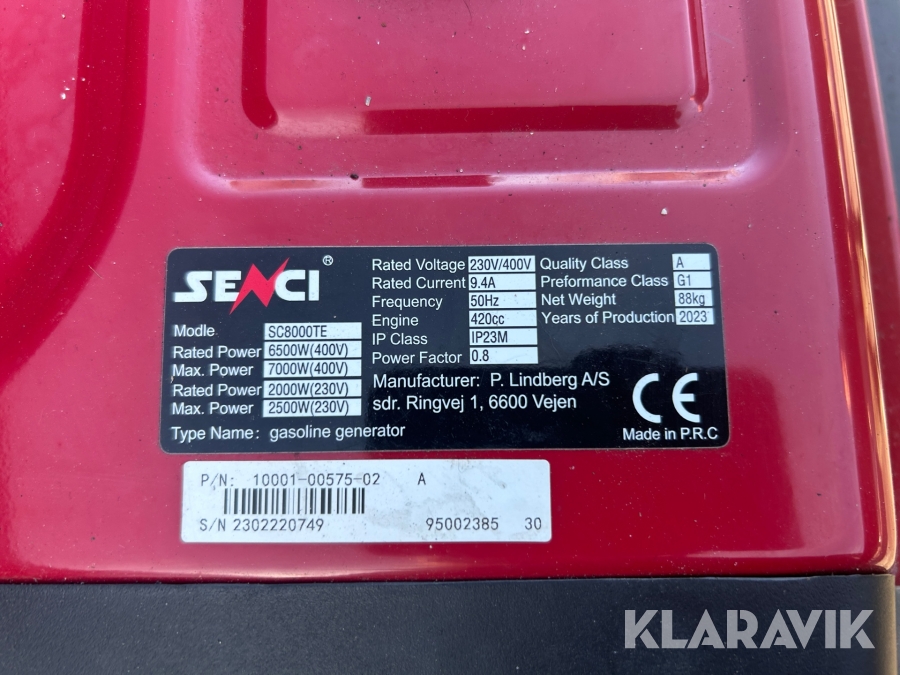 SENCI ®
Modle SC8000TE
Rated Power 6500W(400V)
Max. Power 7000W(400V)
Rated Power 2000W(230V)
Max. Power 2500W(230V)
Type Name: gasoline generator
Rated Voltage 230V/400V
Rated Current 9.4A
Frequency 50Hz
Engine 420cc
IP Class IP23M
Power Factor 0.8
Quality Class A
Preformance Class G1
Net Weight 88kg
Years of Production 2023
Manufacturer: P. Lindberg A/S
sdr. Ringvej 1, 6600 Vejen
CE
Made in P.R.C
P/N: 10001-00575-02 A
S/N 2302220749 95002385 30
KLARAVIK